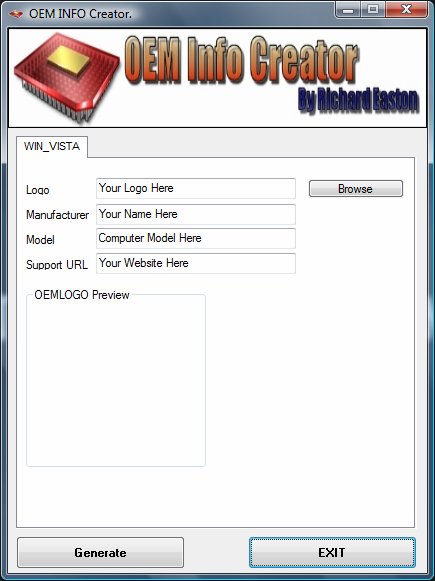 OEM INFO Creator.
OEM Info Creator
By Richard Easton
WIN_VISTA
Logo Your Logo Here Browse
Manufacturer Your Name Here
Model Computer Model Here
Support URL Your Website Here
OEMLOGO Preview
Generate EXIT